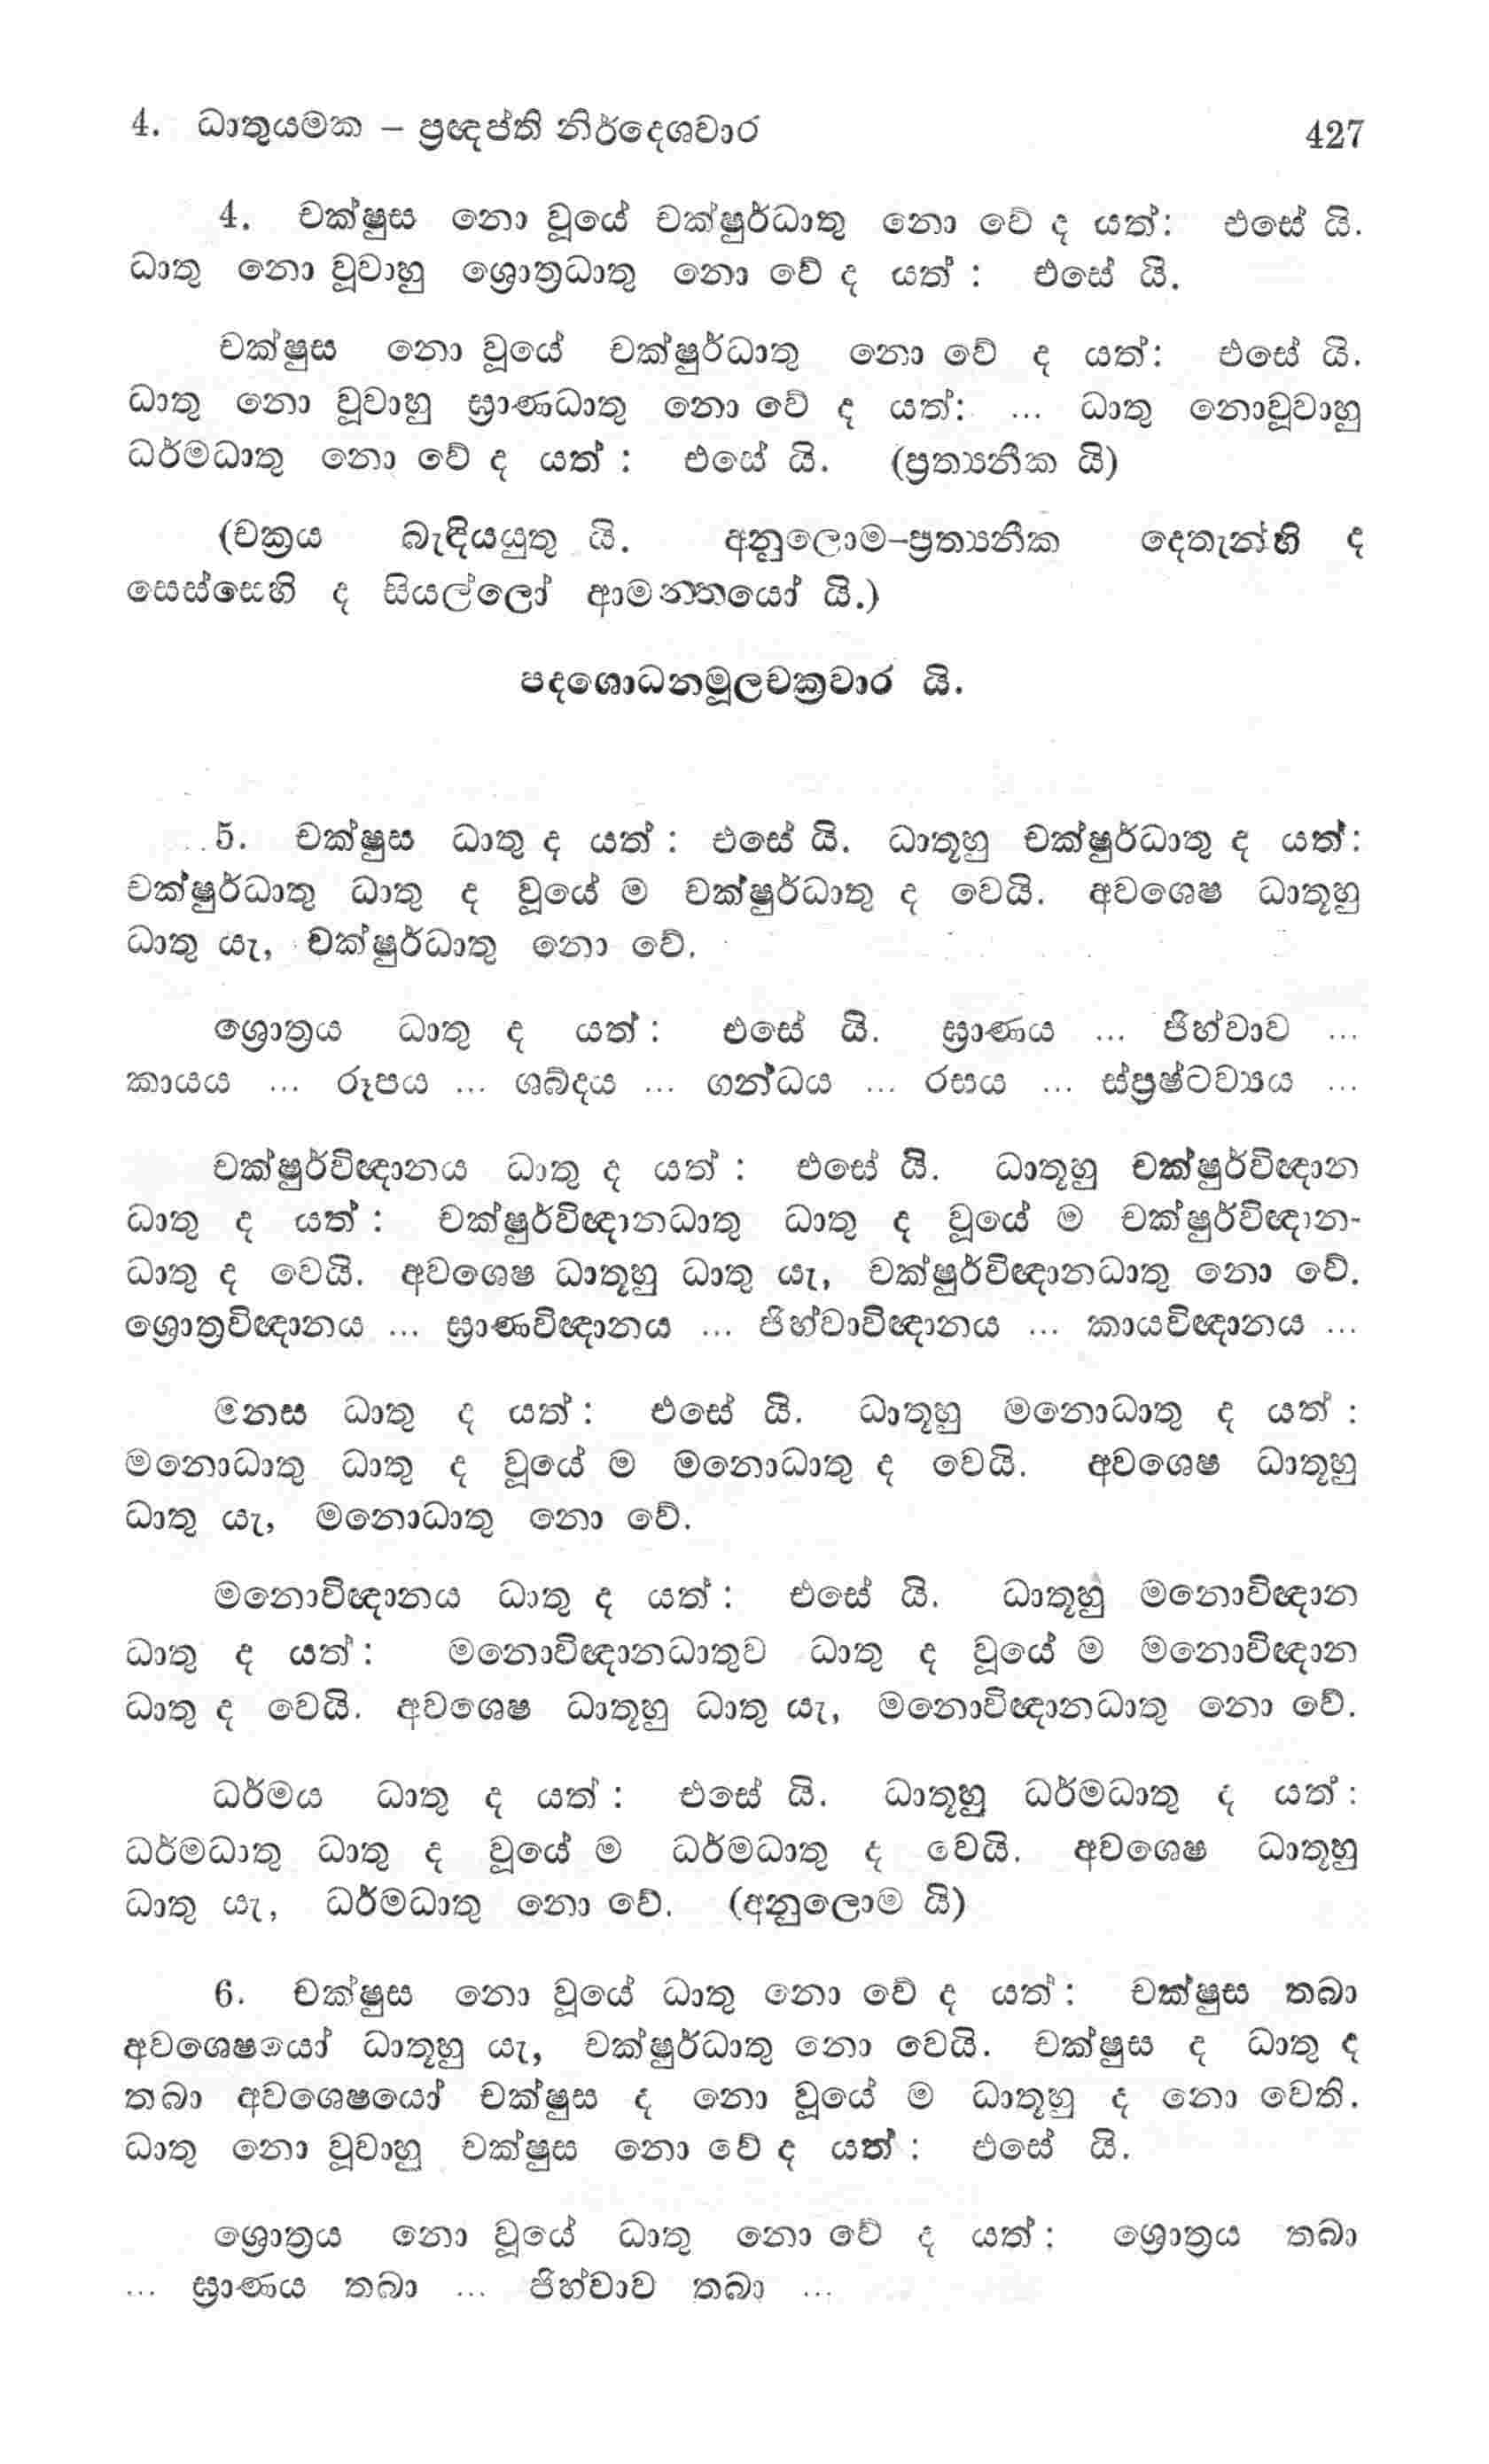 4. ධාතුයමක – ප්‍රඥප්ති නිර්දෙශවාර 427
4. චක්ෂුස නො වූයේ චක්ෂුර්ධාතු නො වේ ද යත්: එසේ යි.
ධාතු නො වූවාහු ශ්‍රොත්‍රධාතු නො වේ ද යත් : එසේ යි.
චක්ෂුස නො වූයේ චක්ෂුර්ධාතු නො වේ ද යත්: එසේ යි.
ධාතු නො වූවාහු ඝ්‍රාණධාතු නො වේ ද යත්: ... ධාතු නොවූවාහු
ධර්මධාතු නො වේ ද යත් : එසේ යි. (ප්‍රත්‍යනීක යි)
(චක්‍රය බැඳියයුතු යි. අනුලොම-ප්‍රත්‍යනීක දෙතැන්හි ද
සෙස්සෙහි ද සියල්ලෝ ආමන්‍තයෝ යි.)
පදශොධනමූලචක්‍රවාර යි.
5. චක්ෂුස ධාතු ද යත් : එසේ යි. ධාතූහු චක්ෂුර්ධාතු ද යත්:
චක්ෂුර්ධාතු ධාතු ද වූයේ ම චක්ෂුර්ධාතු ද වෙයි. අවශෙෂ ධාතූහු
ධාතු යැ, චක්ෂුර්ධාතු නො වේ.
ශ්‍රොත්‍රය ධාතු ද යත් : එසේ යි. ඝ්‍රාණය ... ජිහ්වාව ...
කායය ... රූපය ... ශබ්දය ... ගන්ධය ... රසය ... ස්ප්‍රෂ්ටව්‍යය ...
චක්ෂුර්විඥානය ධාතු ද යත් : එසේ යි. ධාතූහු චක්ෂුර්විඥාන
ධාතු ද යත් : චක්ෂුර්විඥානධාතු ධාතු ද වූයේ ම චක්ෂුර්විඥාන-
ධාතු ද වෙයි. අවශෙෂ ධාතූහු ධාතු යැ, චක්ෂුර්විඥානධාතු නො වේ.
ශ්‍රොත්‍රවිඥානය ... ඝ්‍රාණවිඥානය ... ජිහ්වාවිඥානය ... කායවිඥානය ...
මනස ධාතු ද යත් : එසේ යි. ධාතූහු මනොධාතු ද යත් :
මනොධාතු ධාතු ද වූයේ ම මනොධාතු ද වෙයි. අවශෙෂ ධාතූහු
ධාතු යැ, මනොධාතු නො වේ.
මනොවිඥානය ධාතු ද යත් : එසේ යි. ධාතූහු මනොවිඥාන
ධාතු ද යත් : මනොවිඥානධාතුව ධාතු ද වූයේ ම මනොවිඥාන
ධාතු ද වෙයි. අවශෙෂ ධාතූහු ධාතු යැ, මනොවිඥානධාතු නො වේ.
ධර්මය ධාතු ද යත් : එසේ යි. ධාතූහු ධර්මධාතු ද යත් :
ධර්මධාතු ධාතු ද වූයේ ම ධර්මධාතු ද වෙයි. අවශෙෂ ධාතූහු
ධාතු යැ, ධර්මධාතු නො වේ. (අනුලොම යි)
6. චක්ෂුස නො වූයේ ධාතු නො වේ ද යත් : චක්ෂුස තබා
අවශෙෂයෝ ධාතූහු යැ, චක්ෂුර්ධාතු නො වෙයි. චක්ෂුස ද ධාතු ද
තබා අවශෙෂයෝ චක්ෂුස ද නො වූයේ ම ධාතූහු ද නො වෙති.
ධාතු නො වූවාහු චක්ෂුස නො වේ ද යත් : එසේ යි.
ශ්‍රොත්‍රය නො වූයේ ධාතු නො වේ ද යත් : ශ්‍රොත්‍රය තබා
... ඝ්‍රාණය තබා ... ජිහ්වාව තබා ...